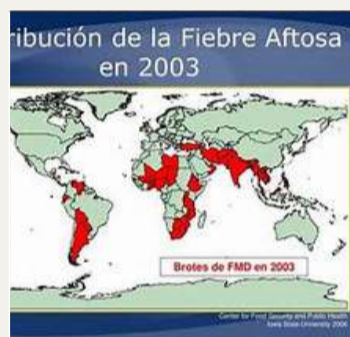 ribución de la Fiebre Aftosa
en 2003
Brotes de FMD en 2003
Center for Food Security and Public Health
Iowa State University 2006